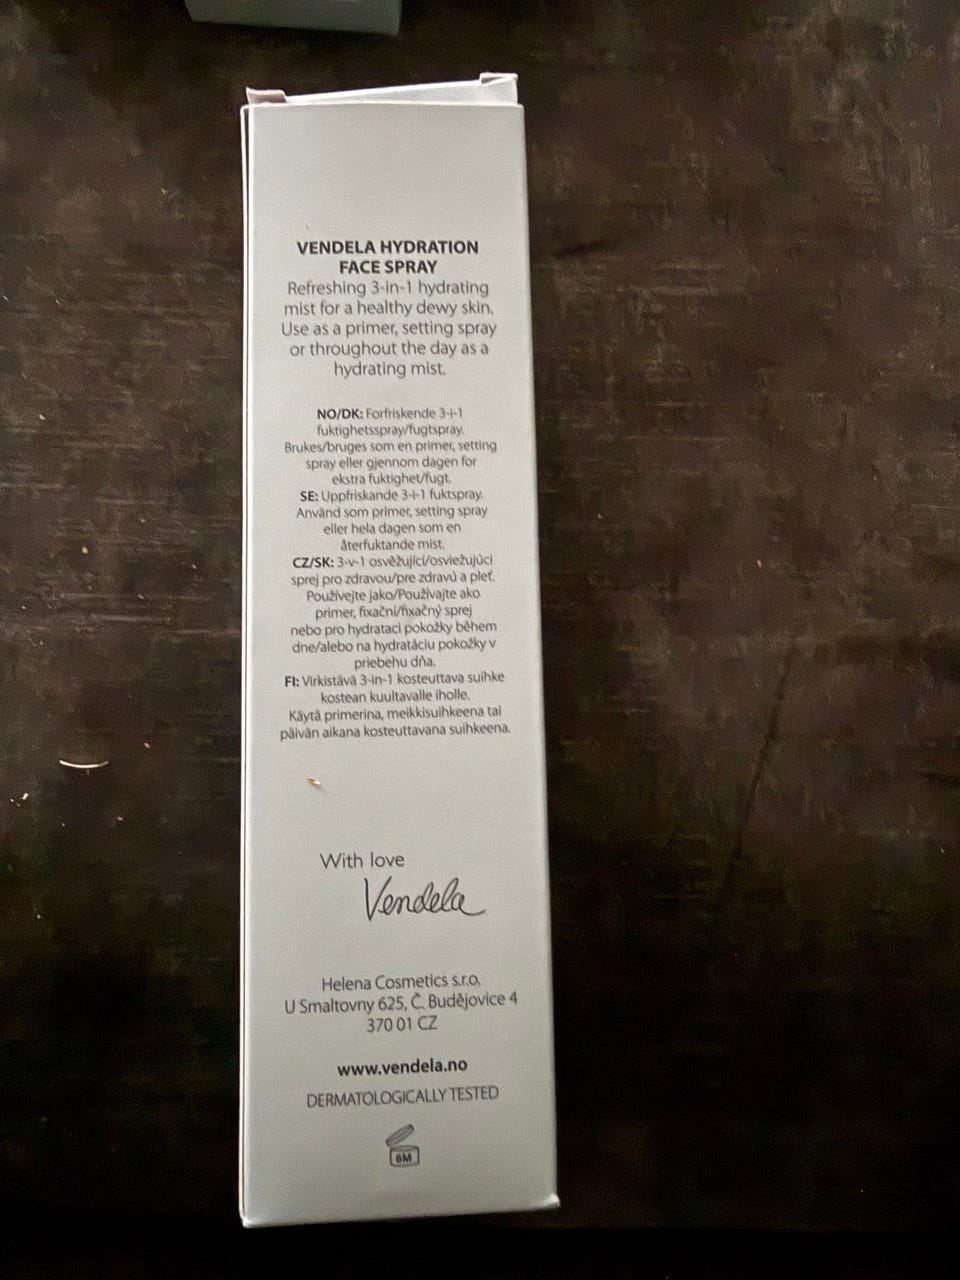 VENDELA HYDRATION
FACE SPRAY
Refreshing 3-in-1 hydrating
mist for a healthy dewy skin.
Use as a primer, setting spray
or throughout the day as a
hydrating mist.
NO/DK: Forfriskende 3-i-1
fuktighetsspray/fugtspray.
Brukes/bruges som en primer, setting
spray eller gjennom dagen for
ekstra fuktighet/fugt.
SE: Uppfriskande 3-i-1 fuktspray.
Använd som primer, setting spray
eller hela dagen som en
återfuktande mist.
CZ/SK: 3-v-1 osvěžující/osviežujúci
sprej pro zdravou/pre zdravú a pleť.
Používejte jako/Používajte ako
primer, fixační/fixačný sprej
nebo pro hydrataci pokožky během
dne/alebo na hydratáciu pokožky v
priebehu dňa.
FI: Virkistävä 3-in-1 kosteuttava suihke
kostean kuultavalle iholle.
Käytä primerina, meikkisuihkeena tai
päivän aikana kosteuttavana suihkeena.
With love
Vendela
Helena Cosmetics s.r.o,
U Smaltovny 625, Č. Budějovice 4
370 01 CZ
www.vendela.no
DERMATOLOGICALLY TESTED
6M